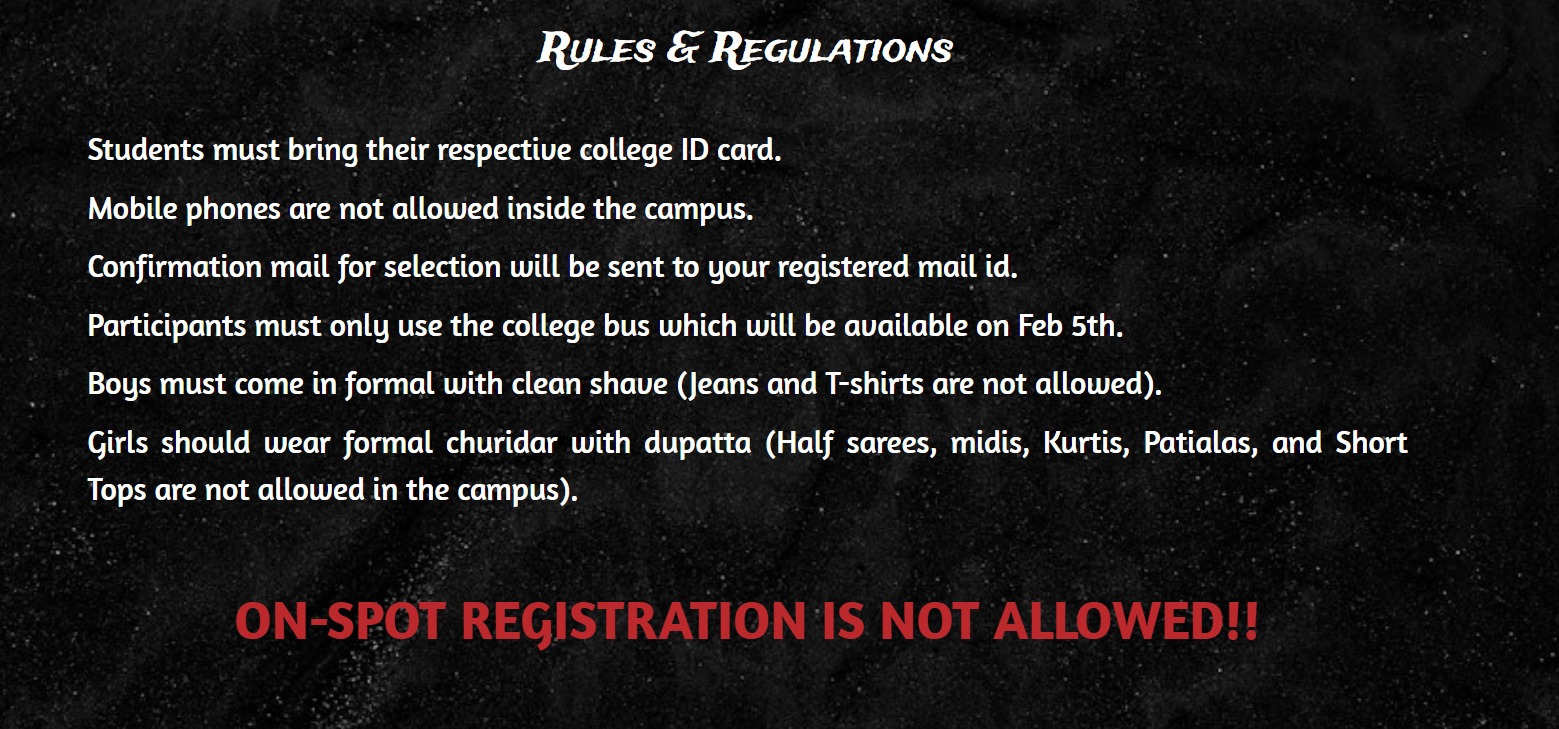 Rules & Regulations
Students must bring their respective college ID card.
Mobile phones are not allowed inside the campus.
Confirmation mail for selection will be sent to your registered mail id.
Participants must only use the college bus which will be available on Feb 5th.
Boys must come in formal with clean shave (Jeans and T-shirts are not allowed).
Girls should wear formal churidar with dupatta (Half sarees, midis, Kurtis, Patialas, and Short
Tops are not allowed in the campus).
ON-SPOT REGISTRATION IS NOT ALLOWED!!